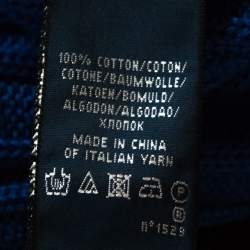 100% COTTON/COTON/
COTONE/BAUMWOLLE/
KATOEN/BOMULD/
ALGODON/ALGODAO/
ХЛОПОК
MADE IN CHINA
OF ITALIAN YARN
P
B
n°1529